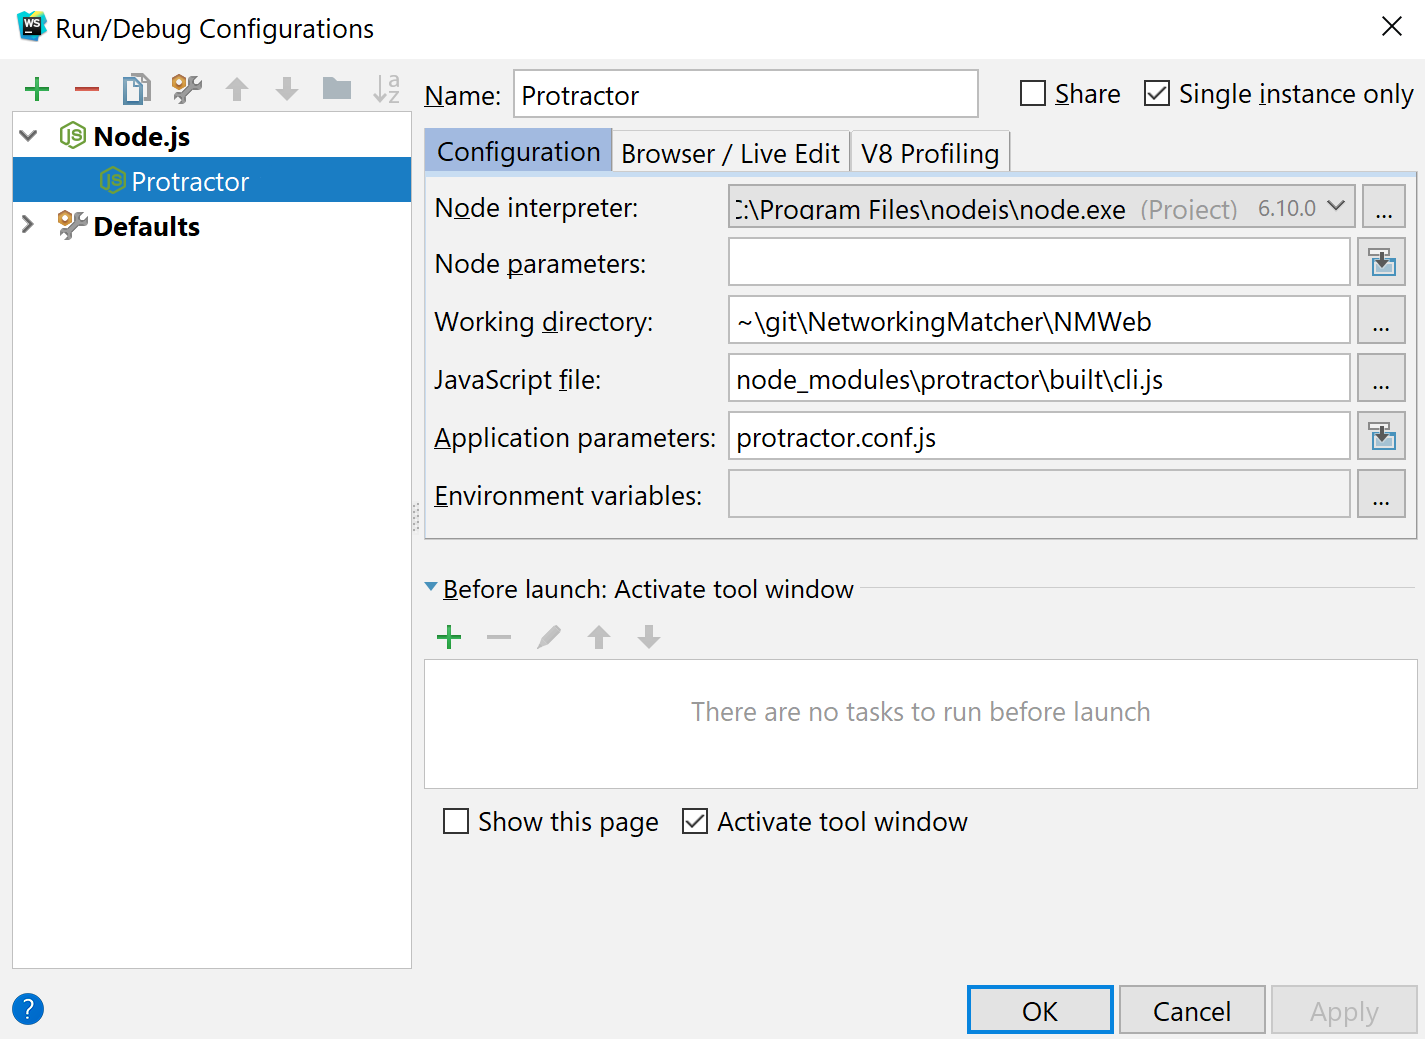 WS Run/Debug Configurations
Name: Protractor Share Single instance only
Node.js
Protractor
Defaults
Configuration Browser / Live Edit V8 Profiling
Node interpreter: C:\Program Files\nodejs\node.exe (Project) 6.10.0 ...
Node parameters:
Working directory: ~\git\NetworkingMatcher\NMWeb ...
JavaScript file: node_modules\protractor\built\cli.js ...
Application parameters: protractor.conf.js
Environment variables: ...
Before launch: Activate tool window
There are no tasks to run before launch
Show this page Activate tool window
? OK Cancel Apply